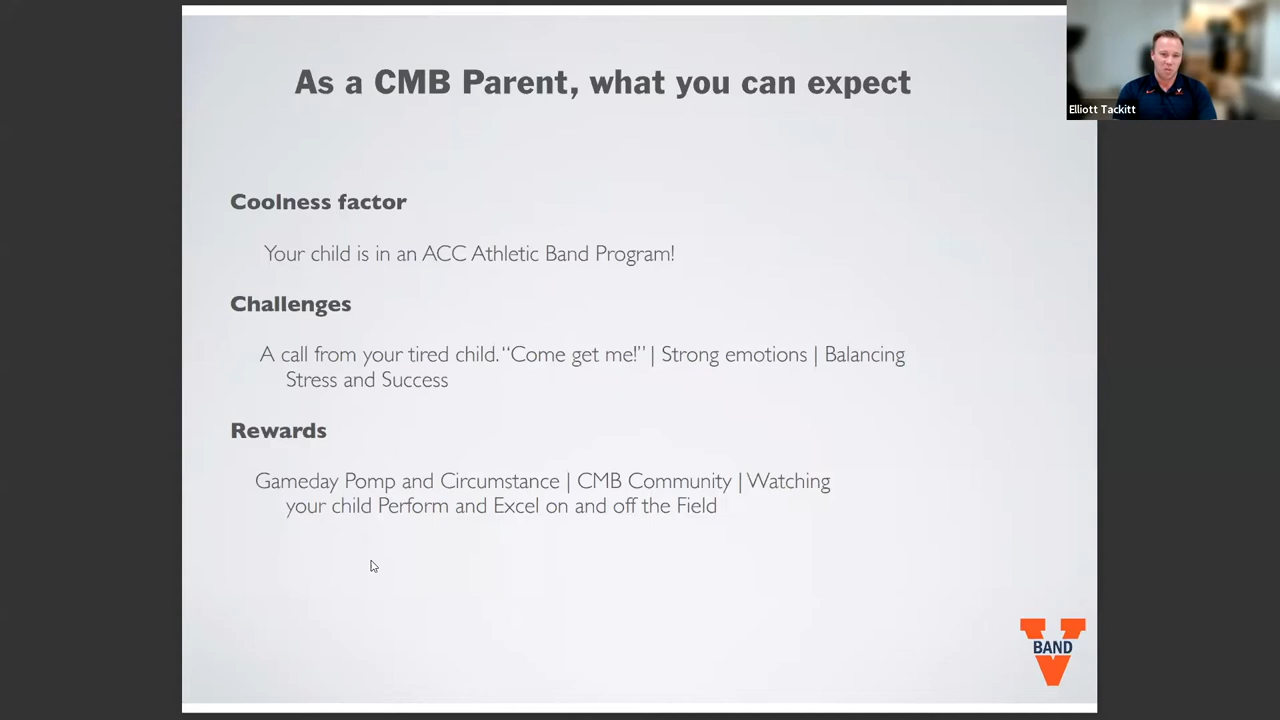 As a CMB Parent, what you can expect
Elliott Tackitt
Coolness factor
Your child is in an ACC Athletic Band Program!
Challenges
A call from your tired child. “Come get me!” | Strong emotions | Balancing
Stress and Success
Rewards
Gameday Pomp and Circumstance | CMB Community | Watching
your child Perform and Excel on and off the Field
V
BAND